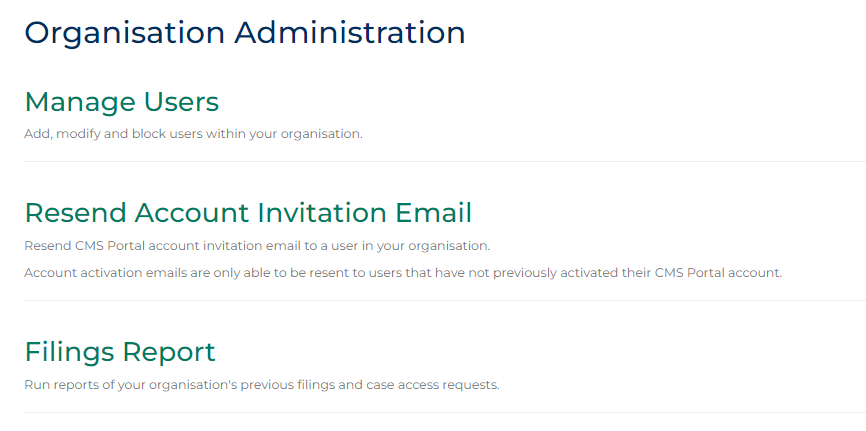 Organisation Administration
Manage Users
Add, modify and block users within your organisation.
Resend Account Invitation Email
Resend CMS Portal account invitation email to a user in your organisation.
Account activation emails are only able to be resent to users that have not previously activated their CMS Portal account.
Filings Report
Run reports of your organisation's previous filings and case access requests.